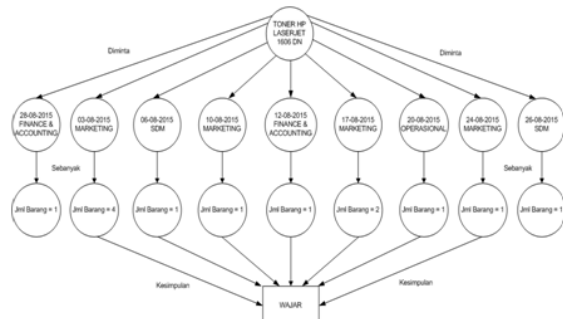 TONER HP
LASERJET
1606 DN
Diminta
Diminta
28-08-2015
FINANCE &
ACCOUNTING
03-08-2015
MARKETING
06-08-2015
SDM
10-08-2015
MARKETING
12-08-2015
FINANCE &
ACCOUNTING
17-08-2015
MARKETING
20-08-2015
OPERASIONAL
24-08-2015
MARKETING
26-08-2015
SDM
Sebanyak
Sebanyak
Jml Barang = 1
Jml Barang = 4
Jml Barang = 1
Jml Barang = 1
Jml Barang = 1
Jml Barang = 2
Jml Barang = 1
Jml Barang = 1
Jml Barang = 1
Kesimpulan
Kesimpulan
WAJAR